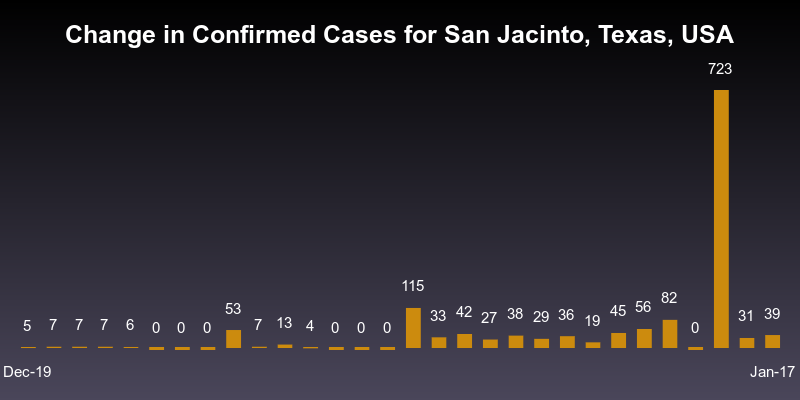 Change in Confirmed Cases for San Jacinto, Texas, USA
723
115
53 82
5 7 7 7 6 0 0 0 7 13 4 0 0 0 33 42 27 38 29 36 19 45 56 0 31 39
Dec-19 Jan-17